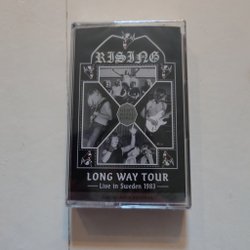 RISING
LONG WAY TOUR
Live in Sweden 1983